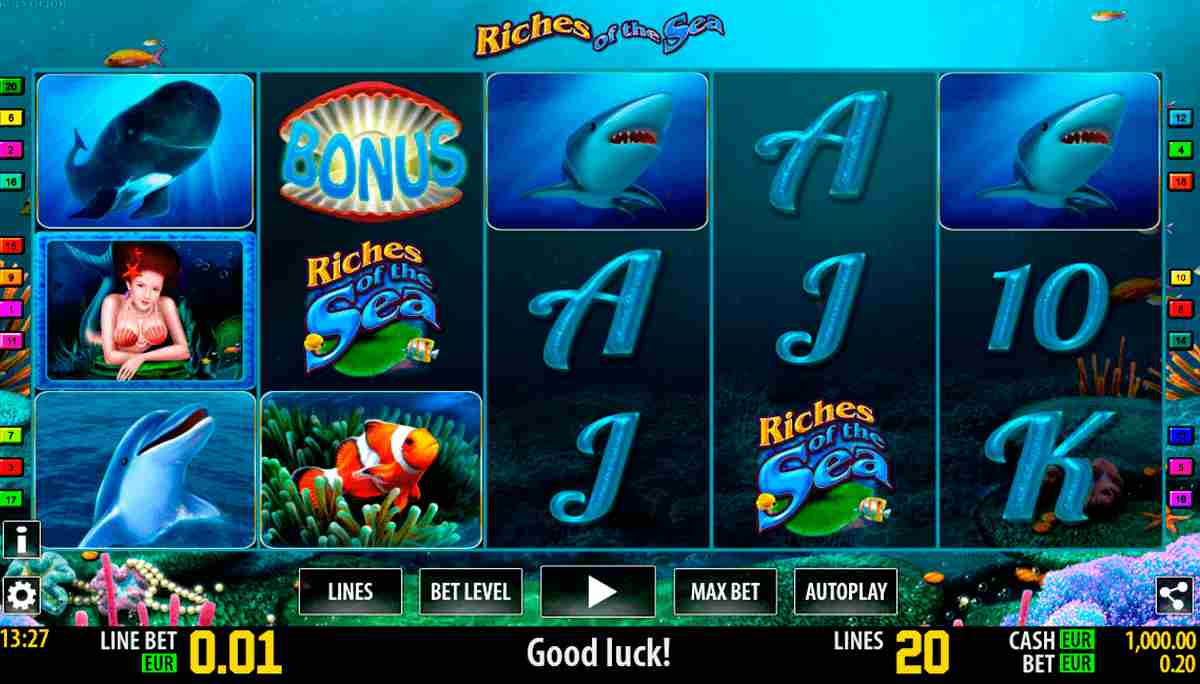 Riches of the Sea
20
6
2
16
15
9
1
11
7
3
17
BONUS
A
Riches
of the
Sea
A
J
10
J
Riches
of the
Sea
K
12
4
18
10
8
14
5
19
i
LINES
BET LEVEL
MAX BET
AUTOPLAY
13:27
LINE BET
EUR
0.01
Good luck!
LINES
20
CASH EUR 1,000.00
BET EUR 0.20